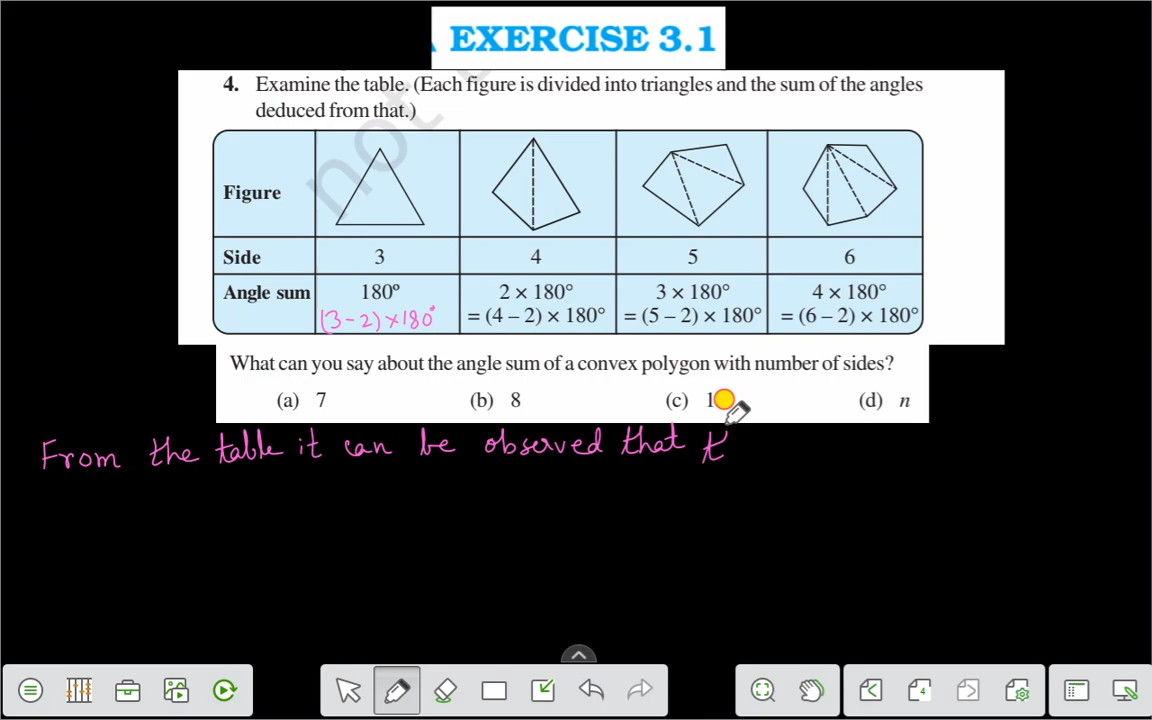 EXERCISE 3.1
4. Examine the table. (Each figure is divided into triangles and the sum of the angles
deduced from that.)
not
Figure
Side 3 4 5 6
Angle sum 180° 2 × 180° 3 × 180° 4 × 180°
(3-2)×180° = (4 – 2) × 180° = (5 – 2) × 180° = (6 – 2) × 180°
What can you say about the angle sum of a convex polygon with number of sides?
(a) 7 (b) 8 (c) 1 (d) n
From the table it can be observed that t
4